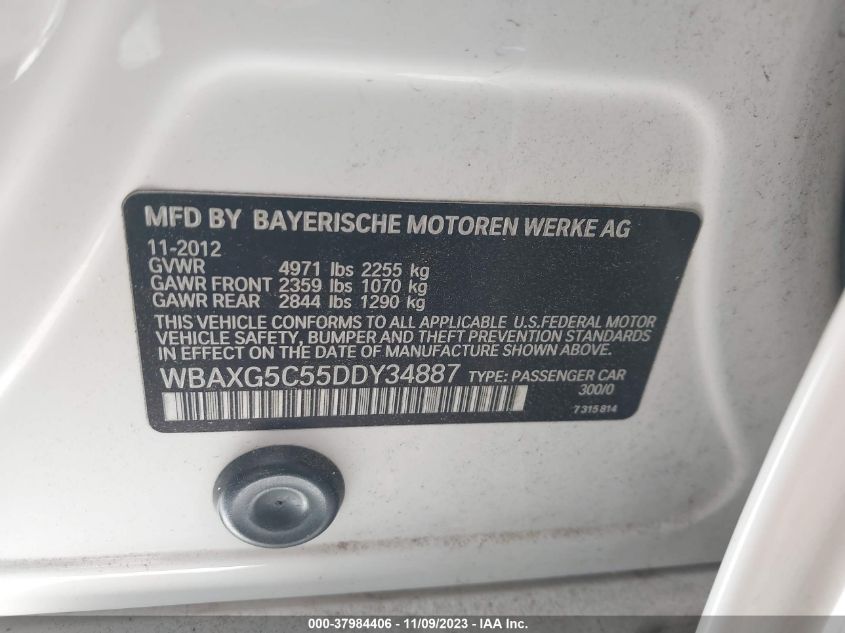 MFD BY BAYERISCHE MOTOREN WERKE AG
11-2012
GVWR 4971 lbs 2255 kg
GAWR FRONT 2359 lbs 1070 kg
GAWR REAR 2844 lbs 1290 kg
THIS VEHICLE CONFORMS TO ALL APPLICABLE U.S.FEDERAL MOTOR
VEHICLE SAFETY, BUMPER AND THEFT PREVENTION STANDARDS
IN EFFECT ON THE DATE OF MANUFACTURE SHOWN ABOVE.
WBAXG5C55DDY34887 TYPE: PASSENGER CAR
300/0
7315814
000-37984406 - 11/09/2023 - IAA Inc.